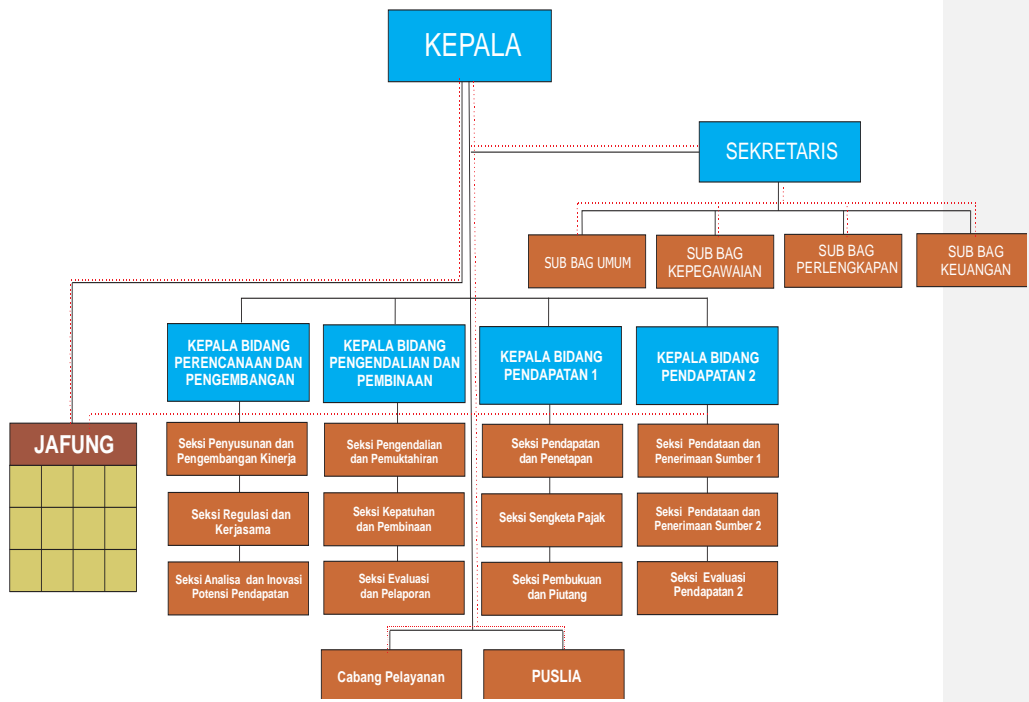 KEPALA
SEKRETARIS
SUB BAG UMUM
SUB BAG
KEPEGAWAIAN
SUB BAG
PERLENGKAPAN
SUB BAG
KEUANGAN
KEPALA BIDANG
PERENCANAAN DAN
PENGEMBANGAN
KEPALA BIDANG
PENGENDALIAN DAN
PEMBINAAN
KEPALA BIDANG
PENDAPATAN 1
KEPALA BIDANG
PENDAPATAN 2
JAFUNG
Seksi Penyusunan dan
Pengembangan Kinerja
Seksi Pengendalian
dan Pemuktahiran
Seksi Pendapatan
dan Penetapan
Seksi Pendataan dan
Penerimaan Sumber 1
Seksi Regulasi dan
Kerjasama
Seksi Kepatuhan
dan Pembinaan
Seksi Sengketa Pajak
Seksi Pendataan dan
Penerimaan Sumber 2
Seksi Analisa dan Inovasi
Potensi Pendapatan
Seksi Evaluasi
dan Pelaporan
Seksi Pembukuan
dan Piutang
Seksi Evaluasi
Pendapatan 2
Cabang Pelayanan
PUSLIA